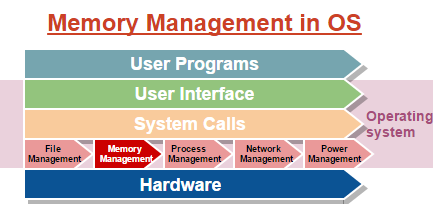 Memory Management in OS
User Programs
User Interface
System Calls
Operating
system
File
Management
Memory
Management
Process
Management
Network
Management
Power
Management
Hardware